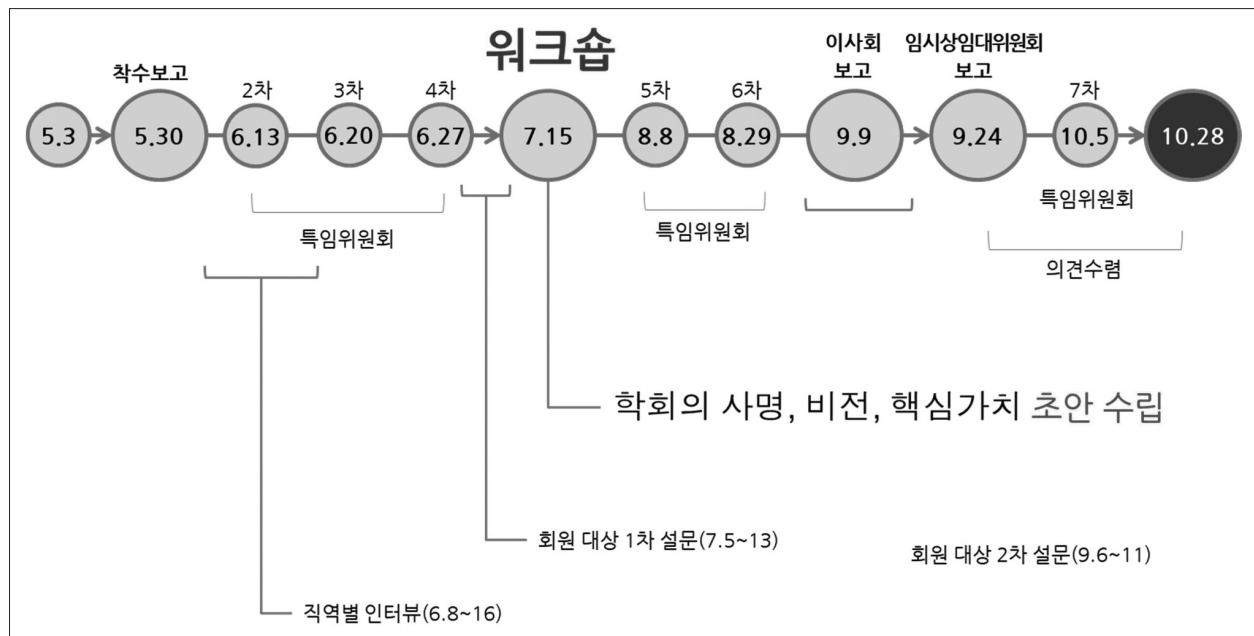 워크숍
착수보고
이사회
보고
임시상임대위원회
보고
2차
3차
4차
5차
6차
7차
5.3
5.30
6.13
6.20
6.27
7.15
8.8
8.29
9.9
9.24
10.5
10.28
특임위원회
특임위원회
특임위원회
의견수렴
학회의 사명, 비전, 핵심가치 초안 수립
회원 대상 1차 설문(7.5~13)
회원 대상 2차 설문(9.6~11)
직역별 인터뷰(6.8~16)